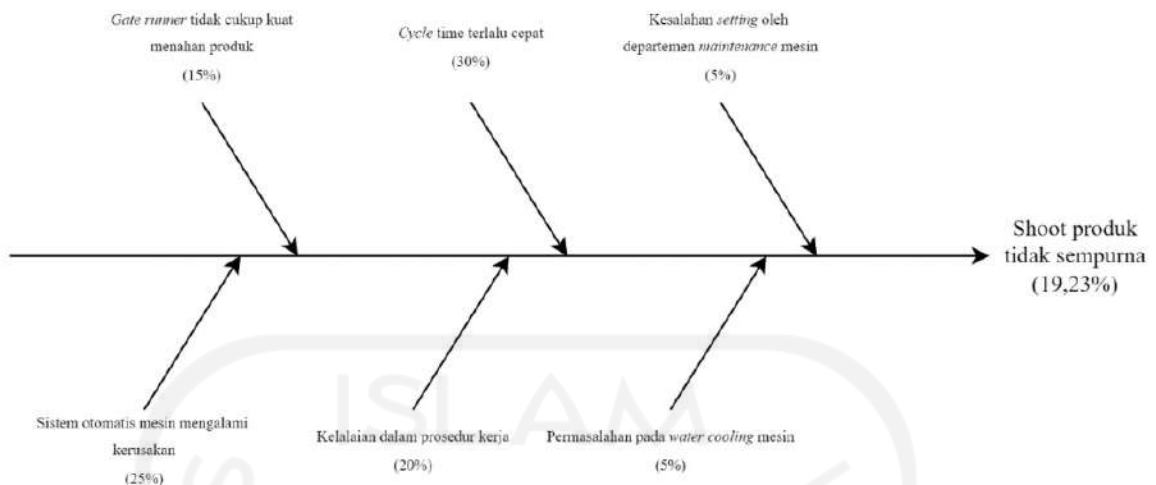 Gate runner tidak cukup kuat
menahan produk
(15%)
Cycle time terlalu cepat
(30%)
Kesalahan setting oleh
departemen maintenance mesin
(5%)
Shoot produk
tidak sempurna
(19,23%)
Sistem otomatis mesin mengalami
kerusakan
(25%)
Kelalaian dalam prosedur kerja
(20%)
Permasalahan pada water cooling mesin
(5%)
ISLAM